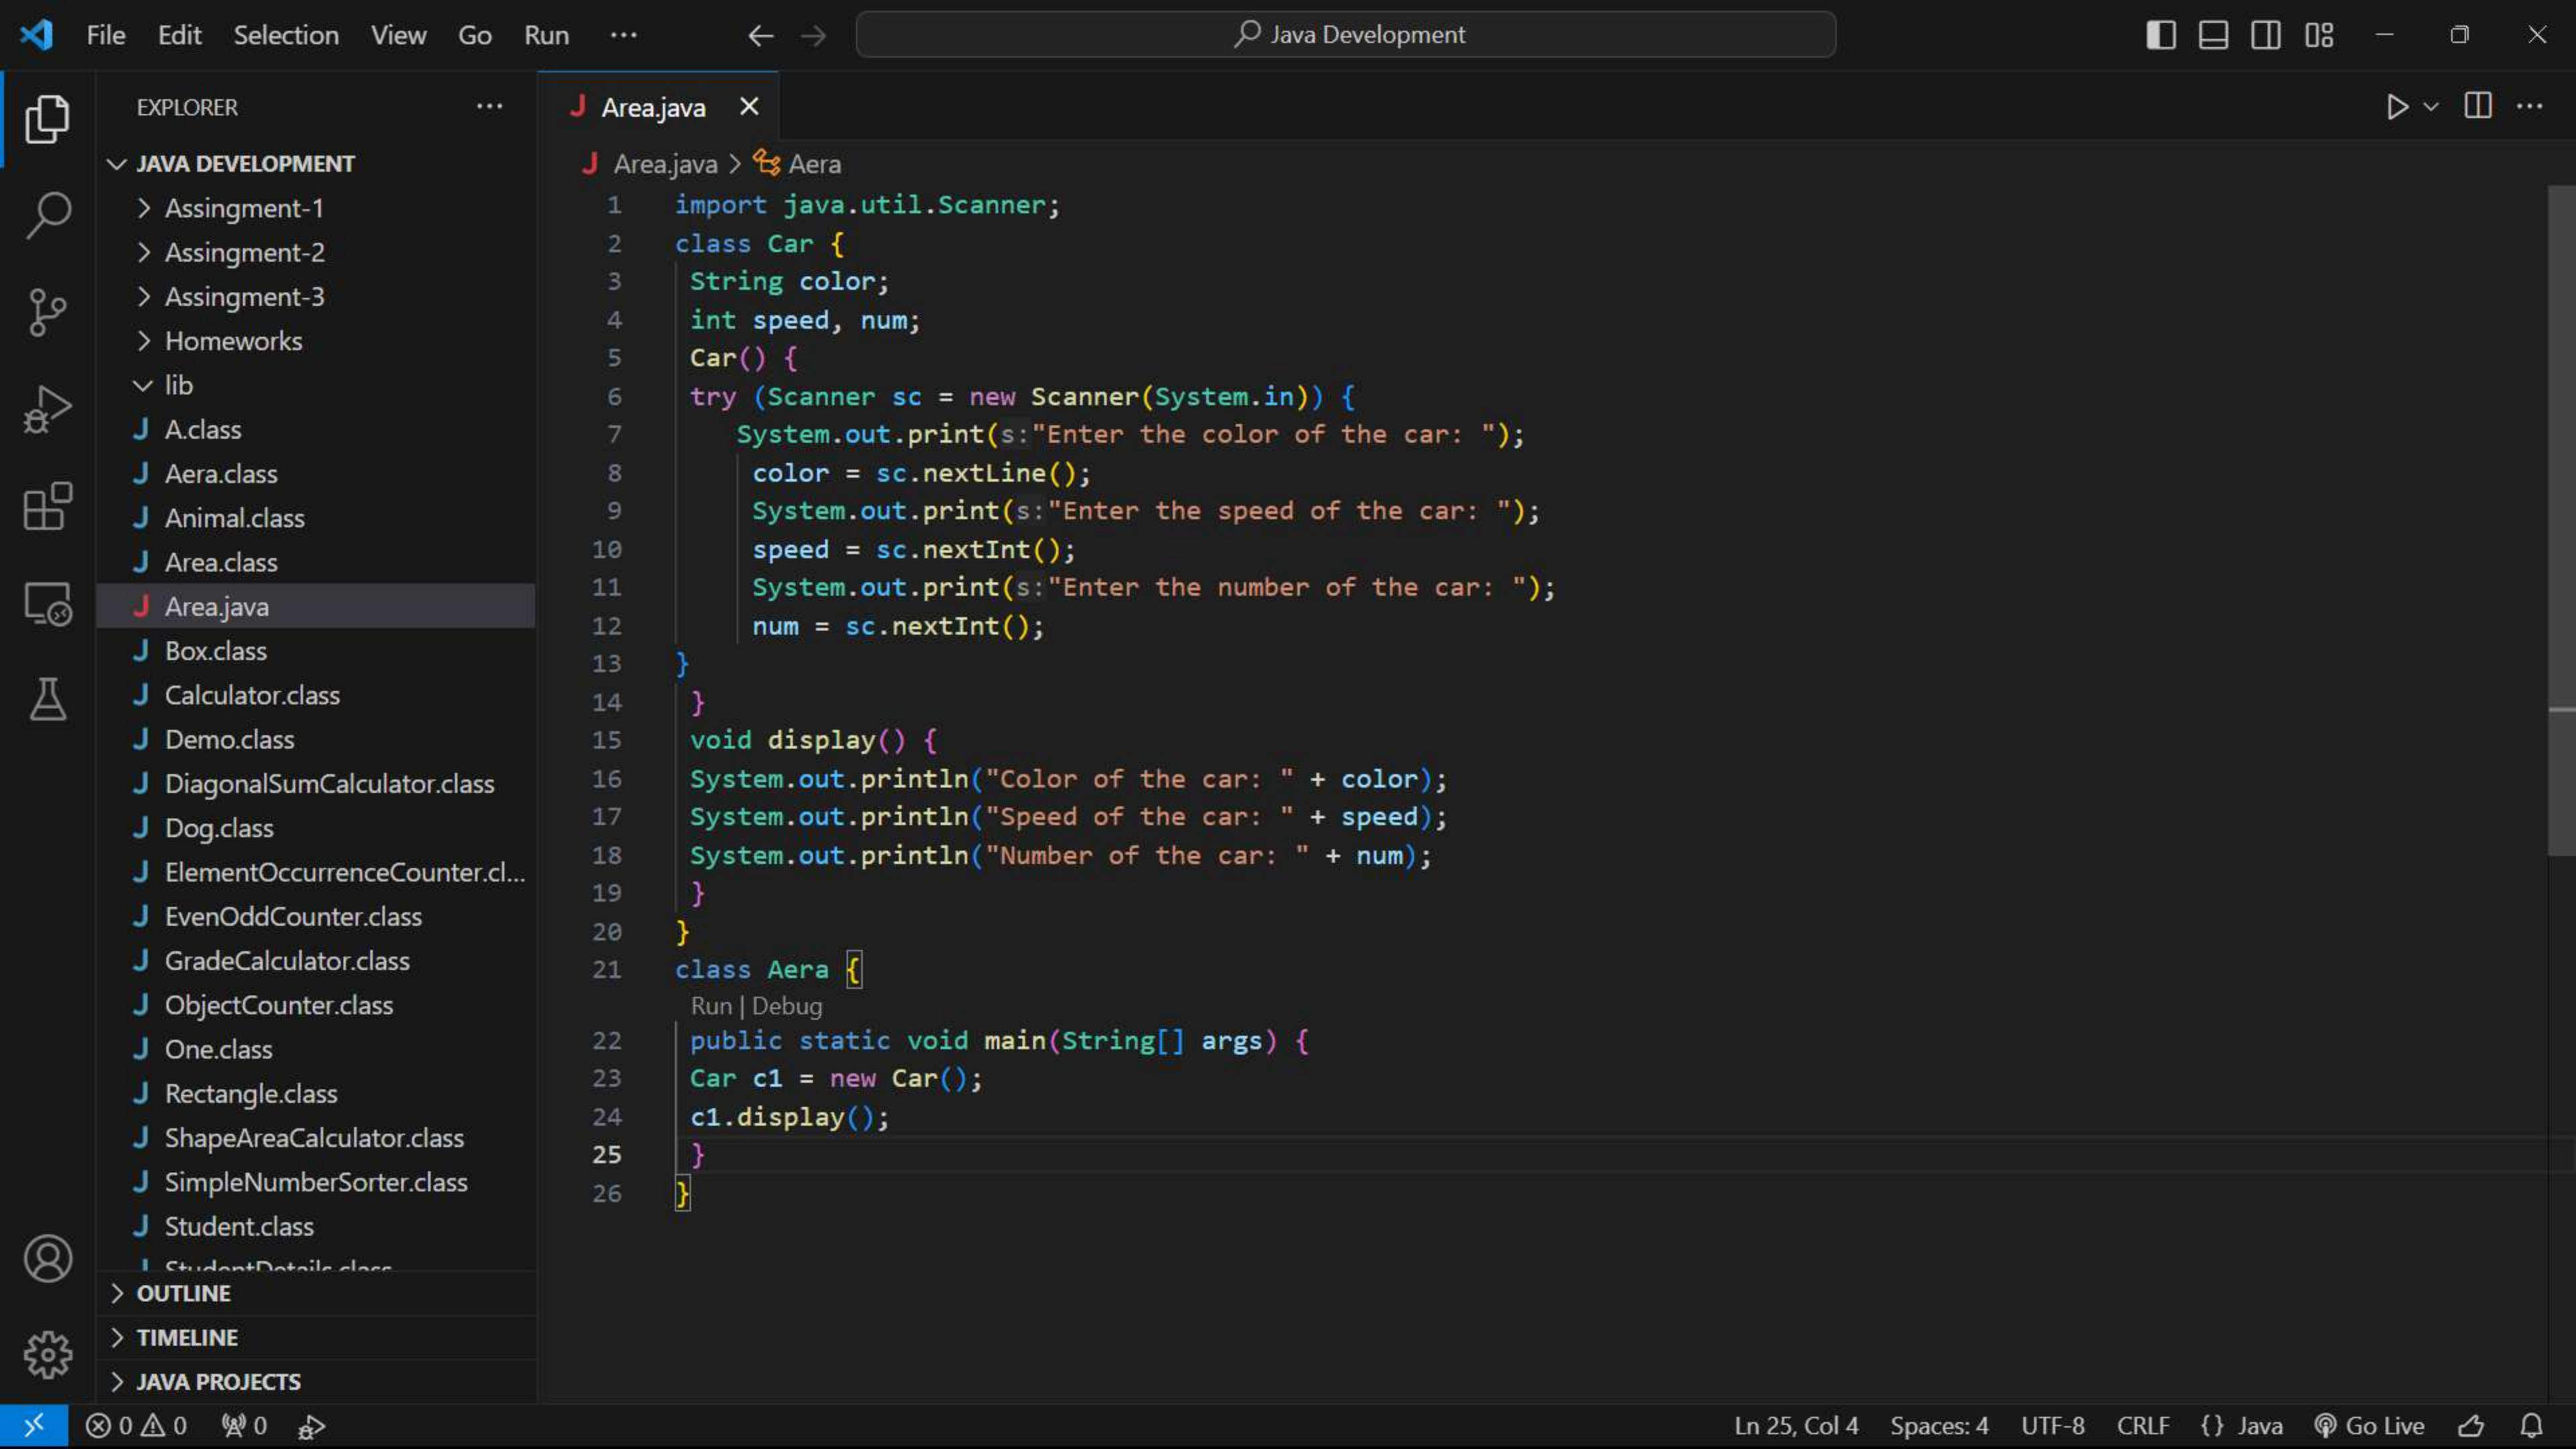 File Edit Selection View Go Run ··· Java Development
EXPLORER ···
JAVA DEVELOPMENT
Assingment-1
Assingment-2
Assingment-3
Homeworks
lib
J A.class
J Aera.class
J Animal.class
J Area.class
J Area.java
J Box.class
J Calculator.class
J Demo.class
J DiagonalSumCalculator.class
J Dog.class
J ElementOccurrenceCounter.cl...
J EvenOddCounter.class
J GradeCalculator.class
J ObjectCounter.class
J One.class
J Rectangle.class
J ShapeAreaCalculator.class
J SimpleNumberSorter.class
J Student.class
J StudentDetails.class
OUTLINE
TIMELINE
JAVA PROJECTS
J Area.java
J Area.java > Aera
1 import java.util.Scanner;
2 class Car {
3 String color;
4 int speed, num;
5 Car() {
6 try (Scanner sc = new Scanner(System.in)) {
7 System.out.print(s:"Enter the color of the car: ");
8 color = sc.nextLine();
9 System.out.print(s:"Enter the speed of the car: ");
10 speed = sc.nextInt();
11 System.out.print(s:"Enter the number of the car: ");
12 num = sc.nextInt();
13 }
14 }
15 void display() {
16 System.out.println("Color of the car: " + color);
17 System.out.println("Speed of the car: " + speed);
18 System.out.println("Number of the car: " + num);
19 }
20 }
21 class Aera {
Run | Debug
22 public static void main(String[] args) {
23 Car c1 = new Car();
24 c1.display();
25 }
26 }
0 0 0 Ln 25, Col 4 Spaces: 4 UTF-8 CRLF {} Java Go Live